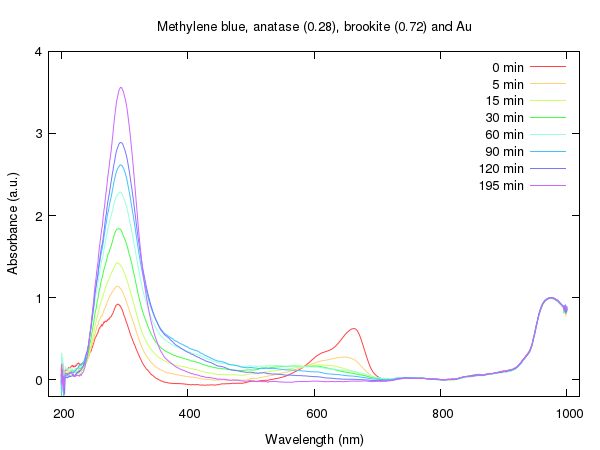 Methylene blue, anatase (0.28), brookite (0.72) and Au
4
3
2
1
0
Absorbance (a.u.)
0 min
5 min
15 min
30 min
60 min
90 min
120 min
195 min
200
400
600
800
1000
Wavelength (nm)